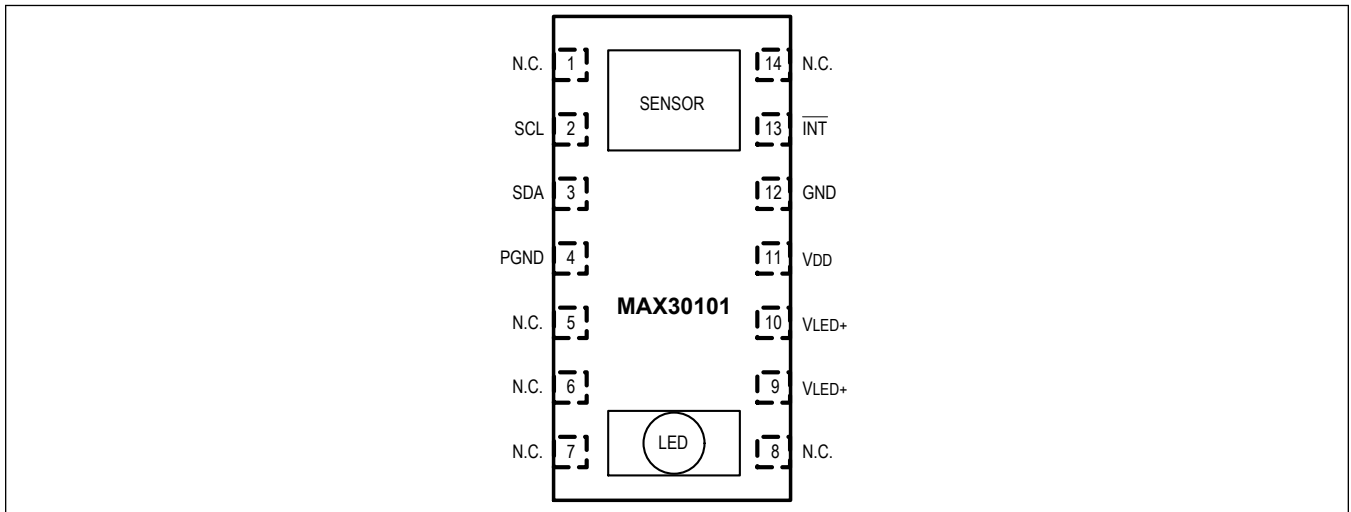 N.C. 1 14 N.C.
SENSOR
SCL 2 13 INT
SDA 3 12 GND
PGND 4 11 VDD
MAX30101
N.C. 5 10 VLED+
N.C. 6 9 VLED+
N.C. 7 LED 8 N.C.